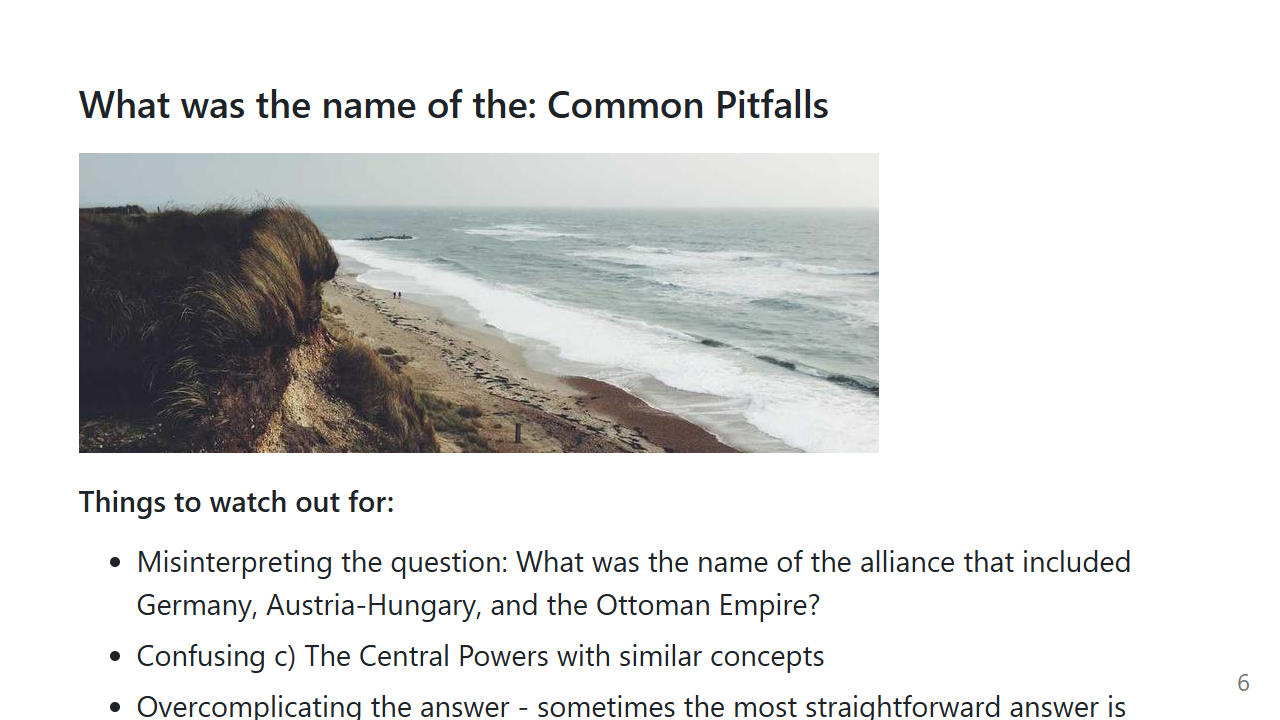 What was the name of the: Common Pitfalls
Things to watch out for:
Misinterpreting the question: What was the name of the alliance that included
Germany, Austria-Hungary, and the Ottoman Empire?
Confusing c) The Central Powers with similar concepts
Overcomplicating the answer - sometimes the most straightforward answer is
6